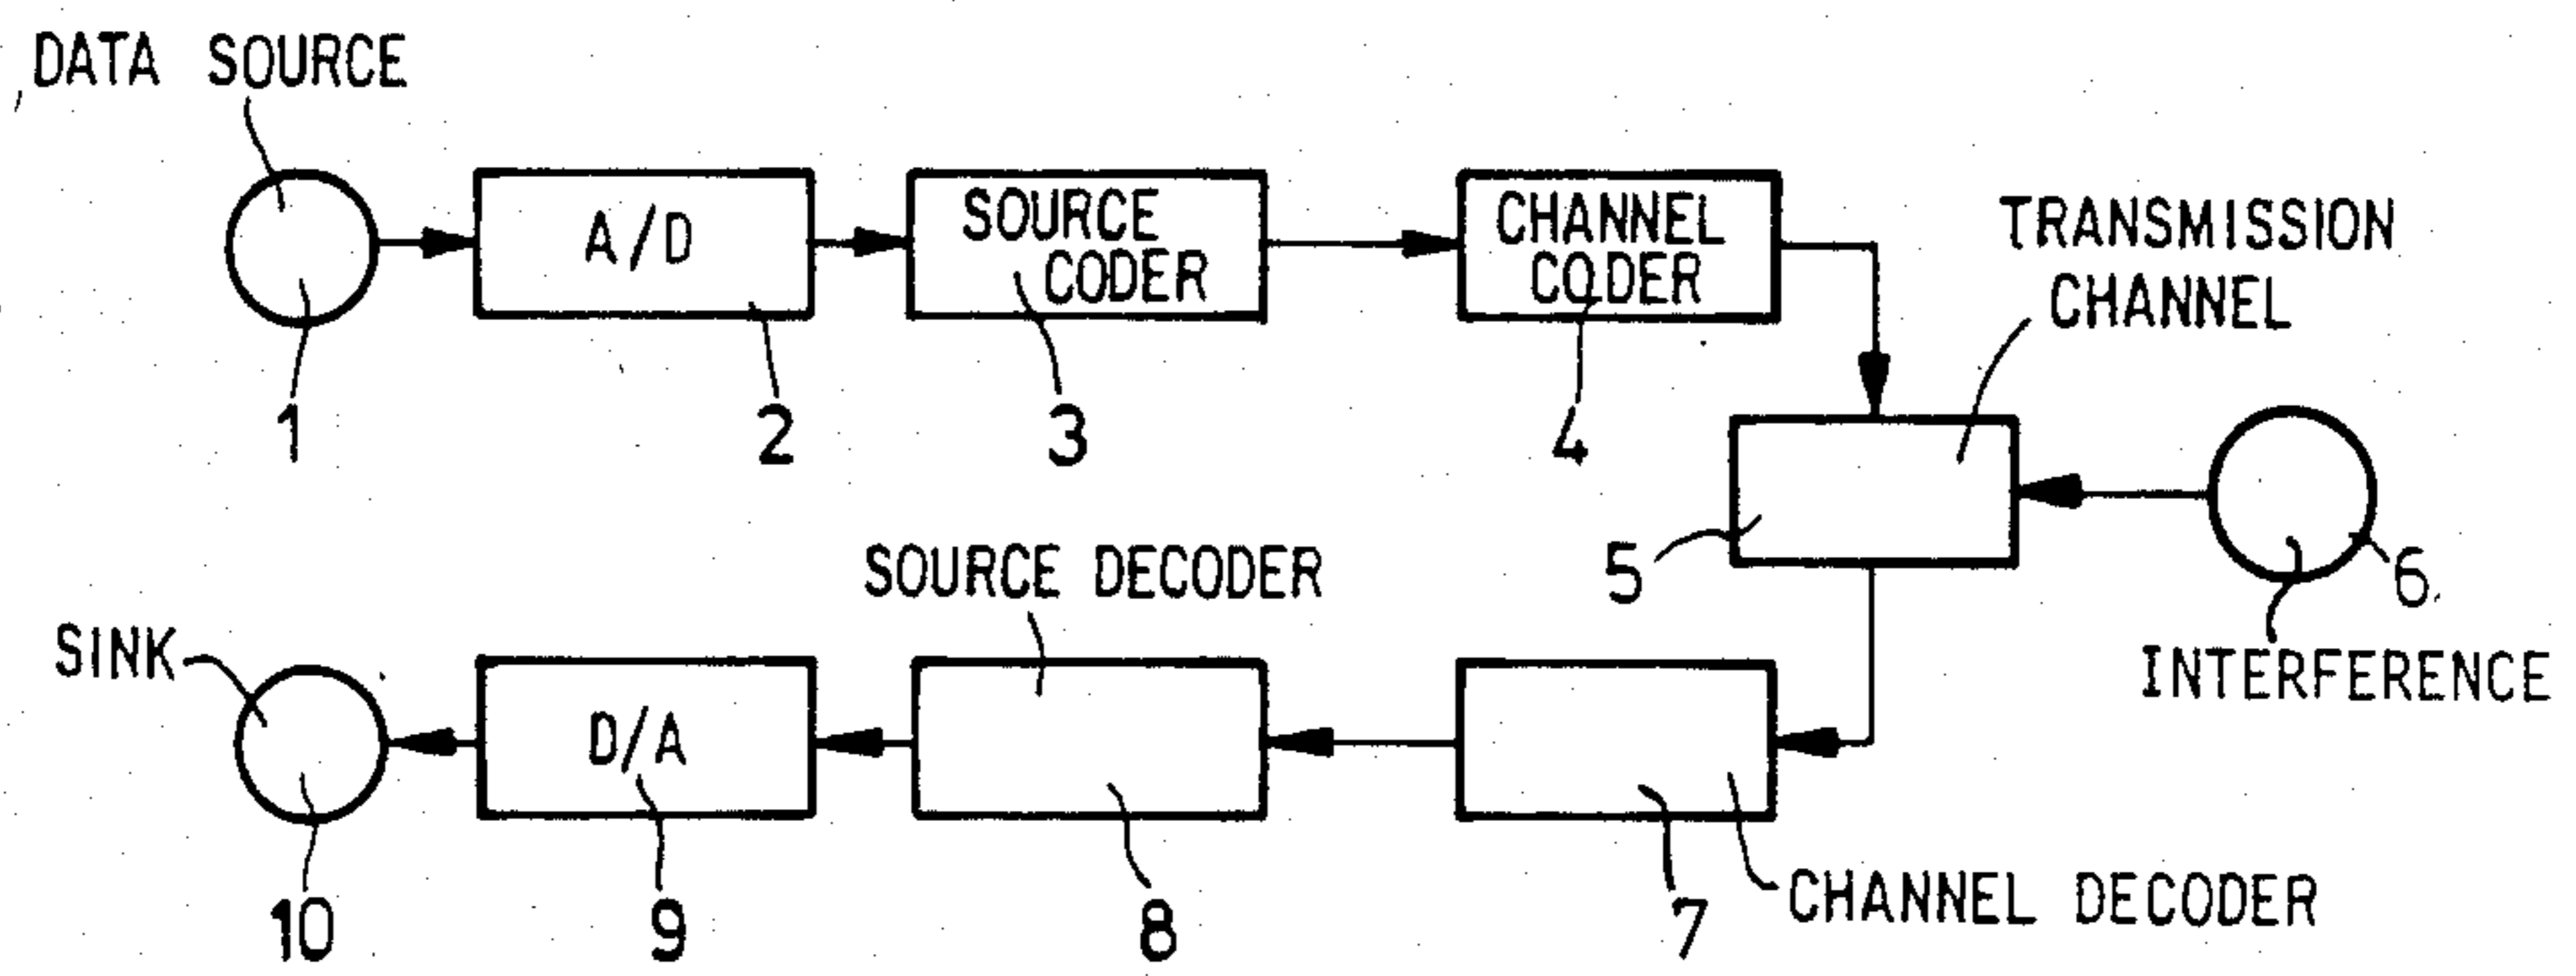 DATA SOURCE
A/D
SOURCE
CODER
CHANNEL
CODER
TRANSMISSION
CHANNEL
1
2
3
4
5
6
INTERFERENCE
SOURCE DECODER
SINK
D/A
10
9
8
7
CHANNEL DECODER